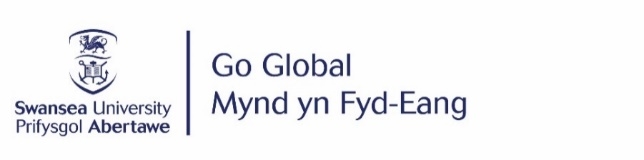 Swansea University
Prifysgol Abertawe
Go Global
Mynd yn Fyd-Eang